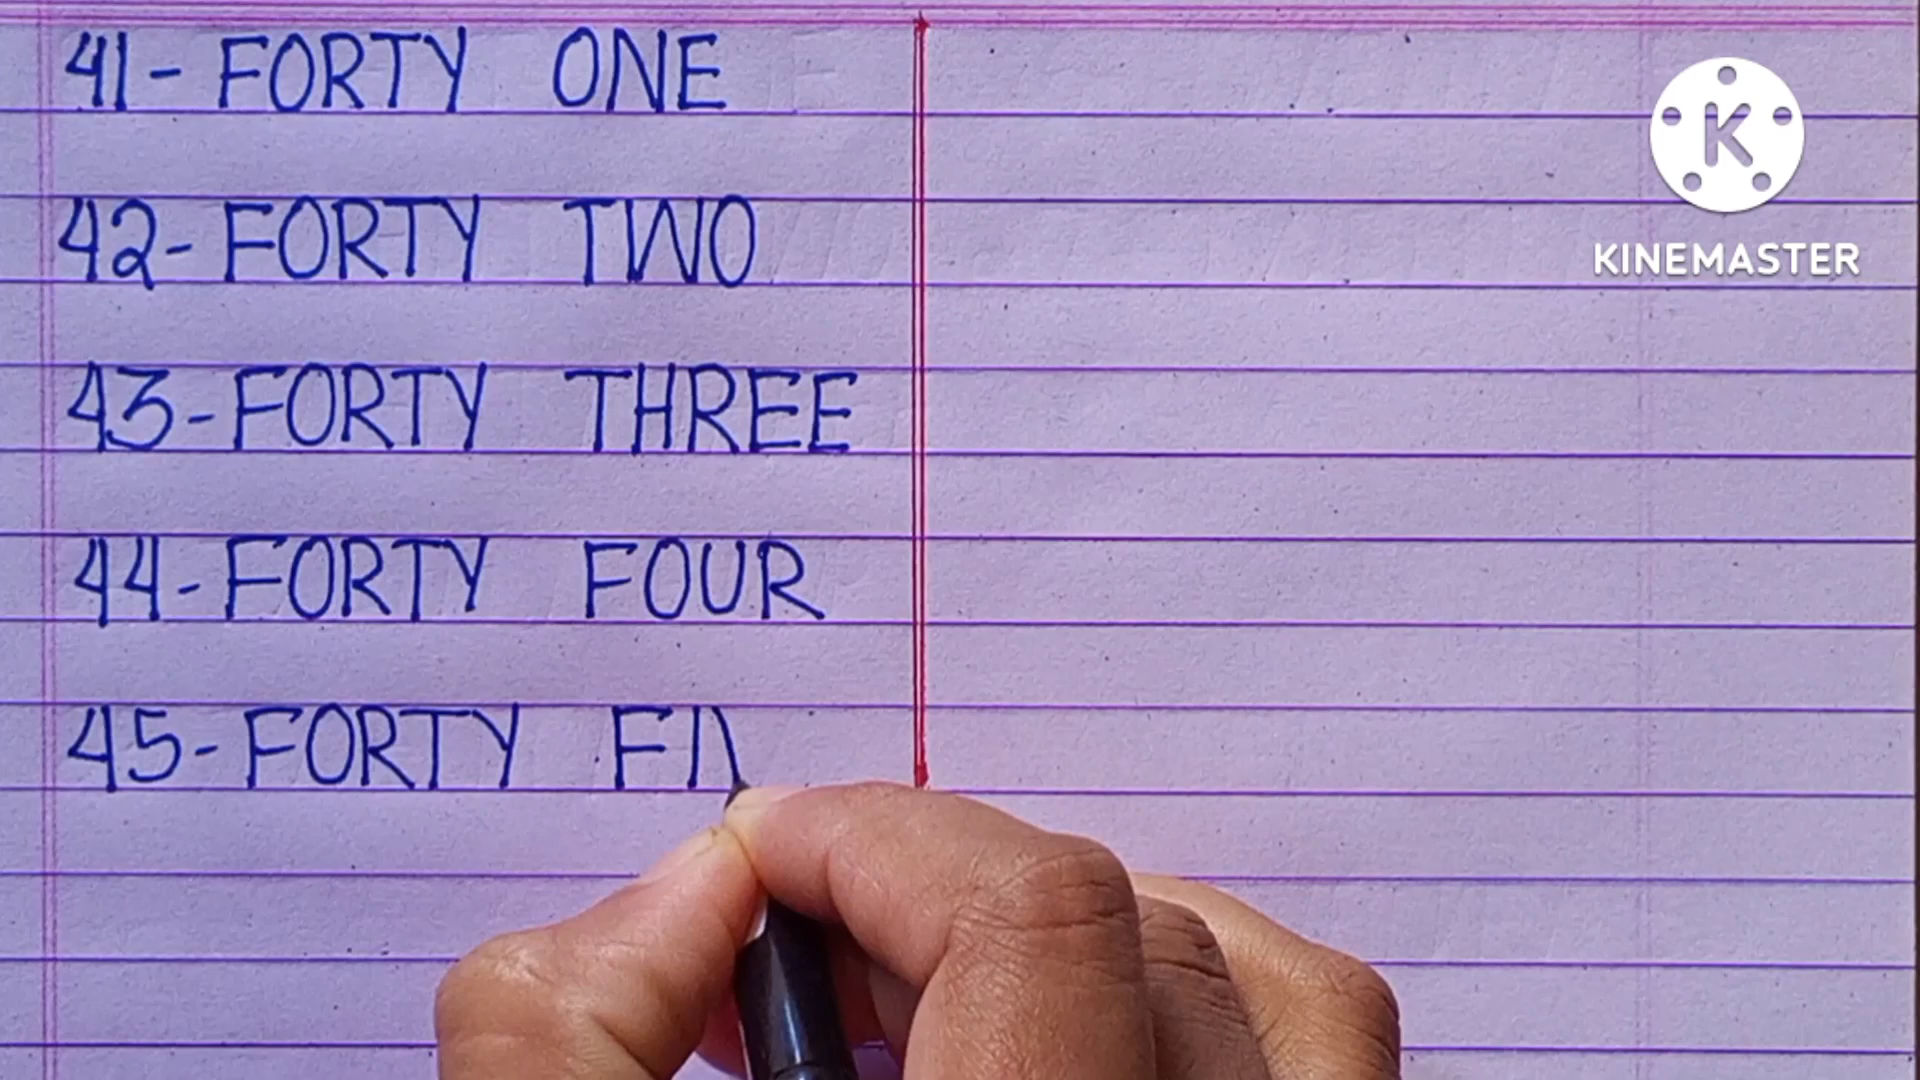 41- FORTY ONE
42- FORTY TWO
43- FORTY THREE
44- FORTY FOUR
45- FORTY
KINEMASTER